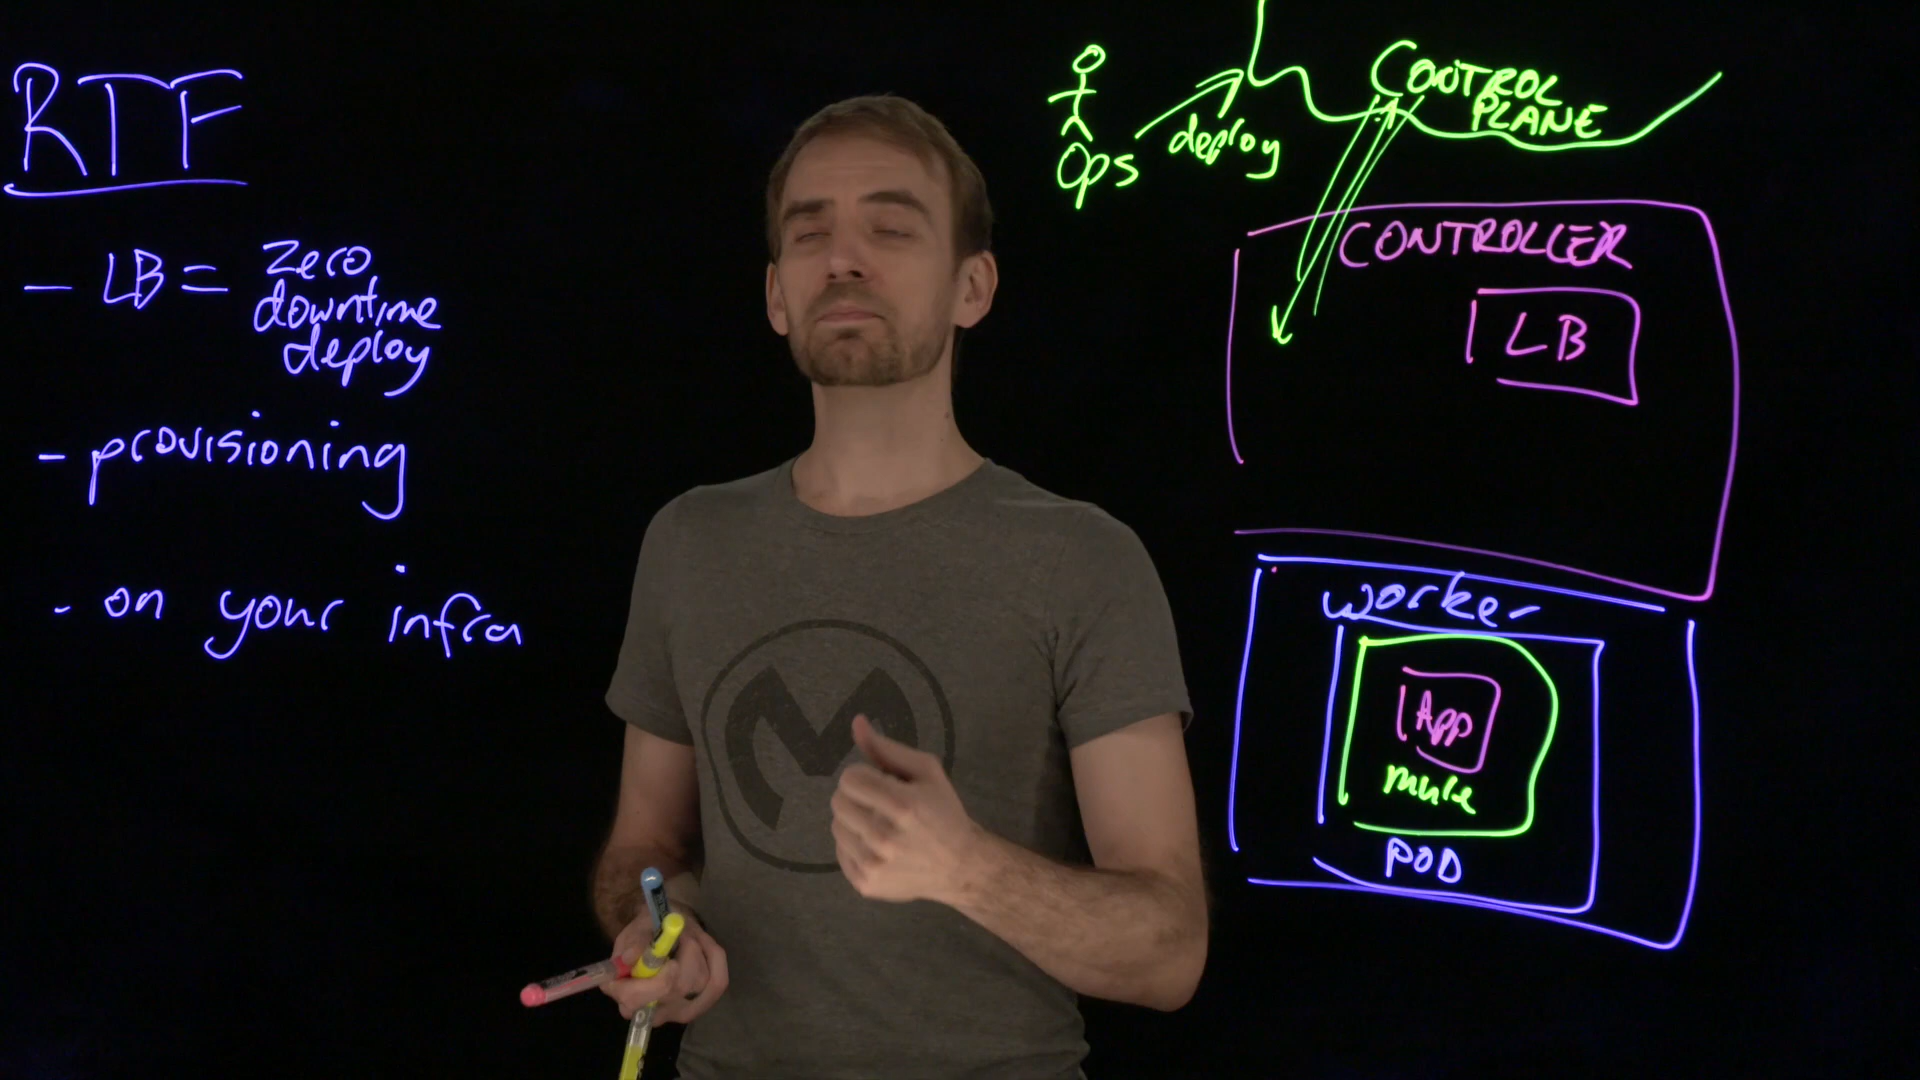 RTF
- LB = zero
downtime
deploy
- provisioning
- on your infra
Ops
deploy
CONTROL
PLANE
CONTROLLER
LB
worker
App
mule
POD